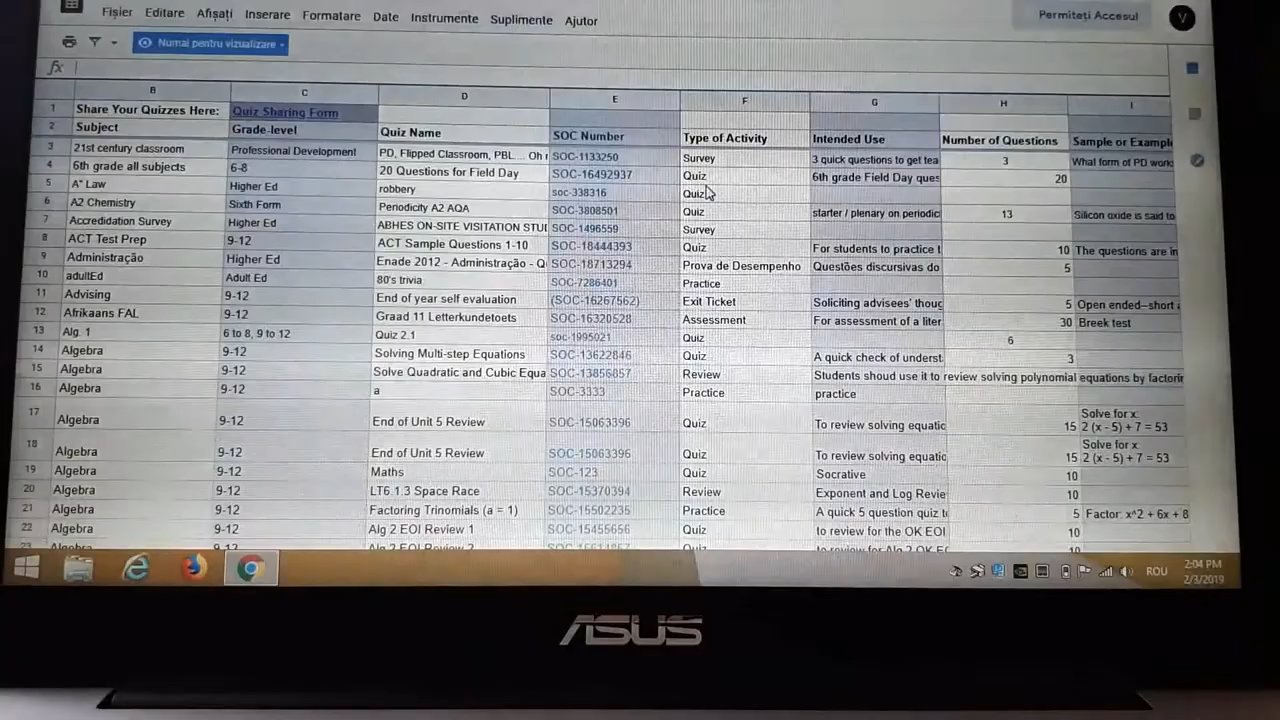 Fișier Editare Afișați Inserare Formatare Date Instrumente Suplimente Ajutor Permiteți Accesul V
Numai pentru vizualizare
fx
B C D E F G H I
1 Share Your Quizzes Here: Quiz Sharing Form
2 Subject Grade-level Quiz Name SOC Number Type of Activity Intended Use Number of Questions Sample or Exampl
3 21st century classroom Professional Development PD, Flipped Classroom, PBL... Oh SOC-1133250 Survey 3 quick questions to get tea 3 What form of PD work
4 6th grade all subjects 6-8 20 Questions for Field Day SOC-16492937 Quiz 6th grade Field Day ques 20
5 A* Law Higher Ed robbery soc-338316 Quiz
6 A2 Chemistry Sixth Form Periodicity A2 AQA SOC-3808501 Quiz starter / plenary on periodic 13 Silicon oxide is said to
7 Accredidation Survey Higher Ed ABHES ON-SITE VISITATION STU SOC-1496559 Survey
8 ACT Test Prep 9-12 ACT Sample Questions 1-10 SOC-18444393 Quiz For students to practice t 10 The questions are in
9 Administração Higher Ed Enade 2012 - Administração - Q SOC-18713294 Prova de Desempenho Questões discursivas do 5
10 adultEd Adult Ed 80's trivia SOC-7286401 Practice
11 Advising 9-12 End of year self evaluation (SOC-16267562) Exit Ticket Soliciting advisees' thoug 5 Open ended--short a
12 Afrikaans FAL 9-12 Graad 11 Letterkundetoets SOC-16320528 Assessment For assessment of a liter 30 Breek test
13 Alg. 1 6 to 8, 9 to 12 Quiz 2.1 soc-1995021 Quiz 6
14 Algebra 9-12 Solving Multi-step Equations SOC-13622846 Quiz A quick check of underst 3
15 Algebra 9-12 Solve Quadratic and Cubic Equa SOC-13856857 Review Students shoud use it to review solving polynomial equations by factorin
16 Algebra 9-12 a SOC-3333 Practice practice
17 Algebra 9-12 End of Unit 5 Review SOC-15063396 Quiz To review solving equatic 15 Solve for x:
2 (x - 5) + 7 = 53
18 Algebra 9-12 End of Unit 5 Review SOC-15063396 Quiz To review solving equatic 15 Solve for x
2 (x - 5) + 7 = 53
19 Algebra 9-12 Maths SOC-123 Quiz Socrative 10
20 Algebra 9-12 LT6.1.3 Space Race SOC-15370394 Review Exponent and Log Revie 10
21 Algebra 9-12 Factoring Trinomials (a = 1) SOC-15502235 Practice A quick 5 question quiz t 5 Factor: x^2 + 6x + 8
22 Algebra 9-12 Alg 2 EOI Review 1 SOC-15455656 Quiz to review for the OK EOI 10
23 Algebra 9-12 Alg 2 EOI Review 2 Quiz to review for Alg 2 OK E 10
ROU 2:04 PM
2/3/2019
ASUS